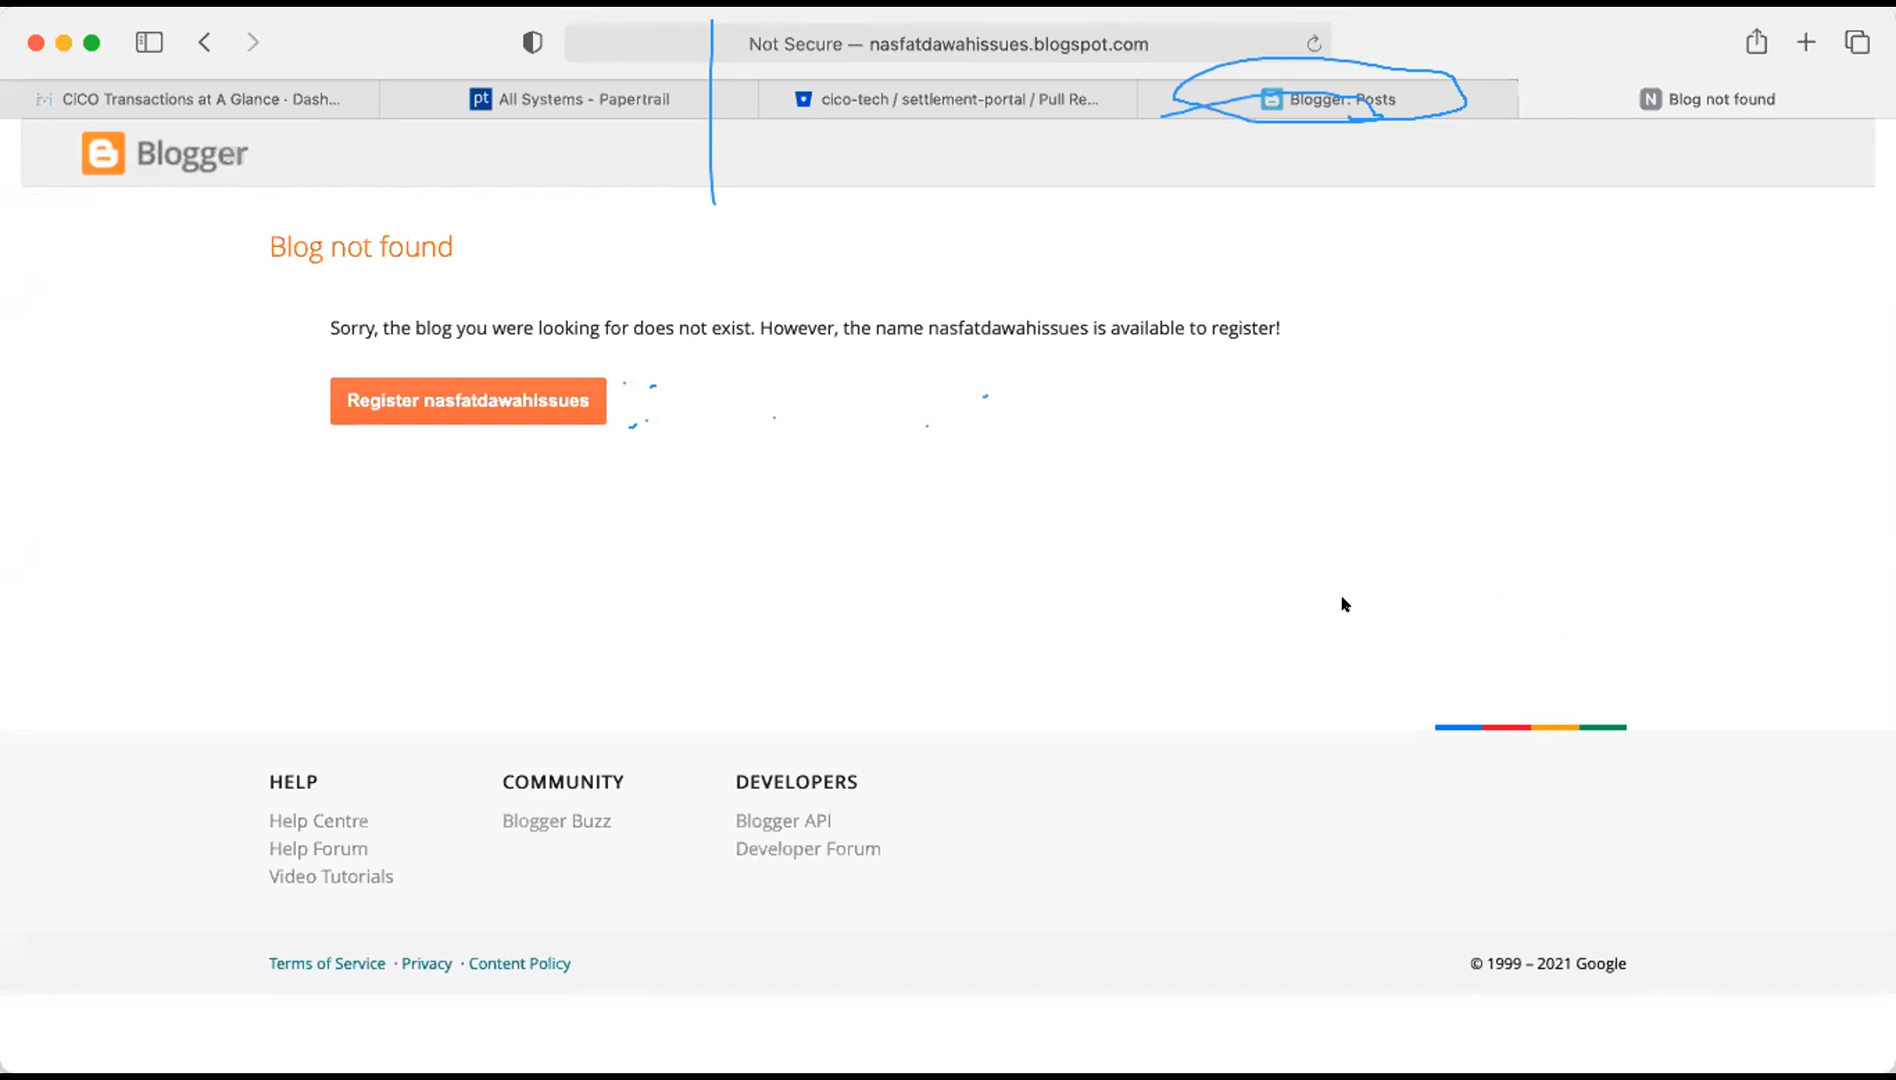 Not Secure — nasfatdawahissues.blogspot.com
CiCO Transactions at A Glance · Dash...
pt All Systems - Papertrail
cico-tech / settlement-portal / Pull Re...
Blogger: Posts
N Blog not found
Blogger
Blog not found
Sorry, the blog you were looking for does not exist. However, the name nasfatdawahissues is available to register!
Register nasfatdawahissues
HELP
Help Centre
Help Forum
Video Tutorials
COMMUNITY
Blogger Buzz
DEVELOPERS
Blogger API
Developer Forum
Terms of Service · Privacy · Content Policy
© 1999 – 2021 Google